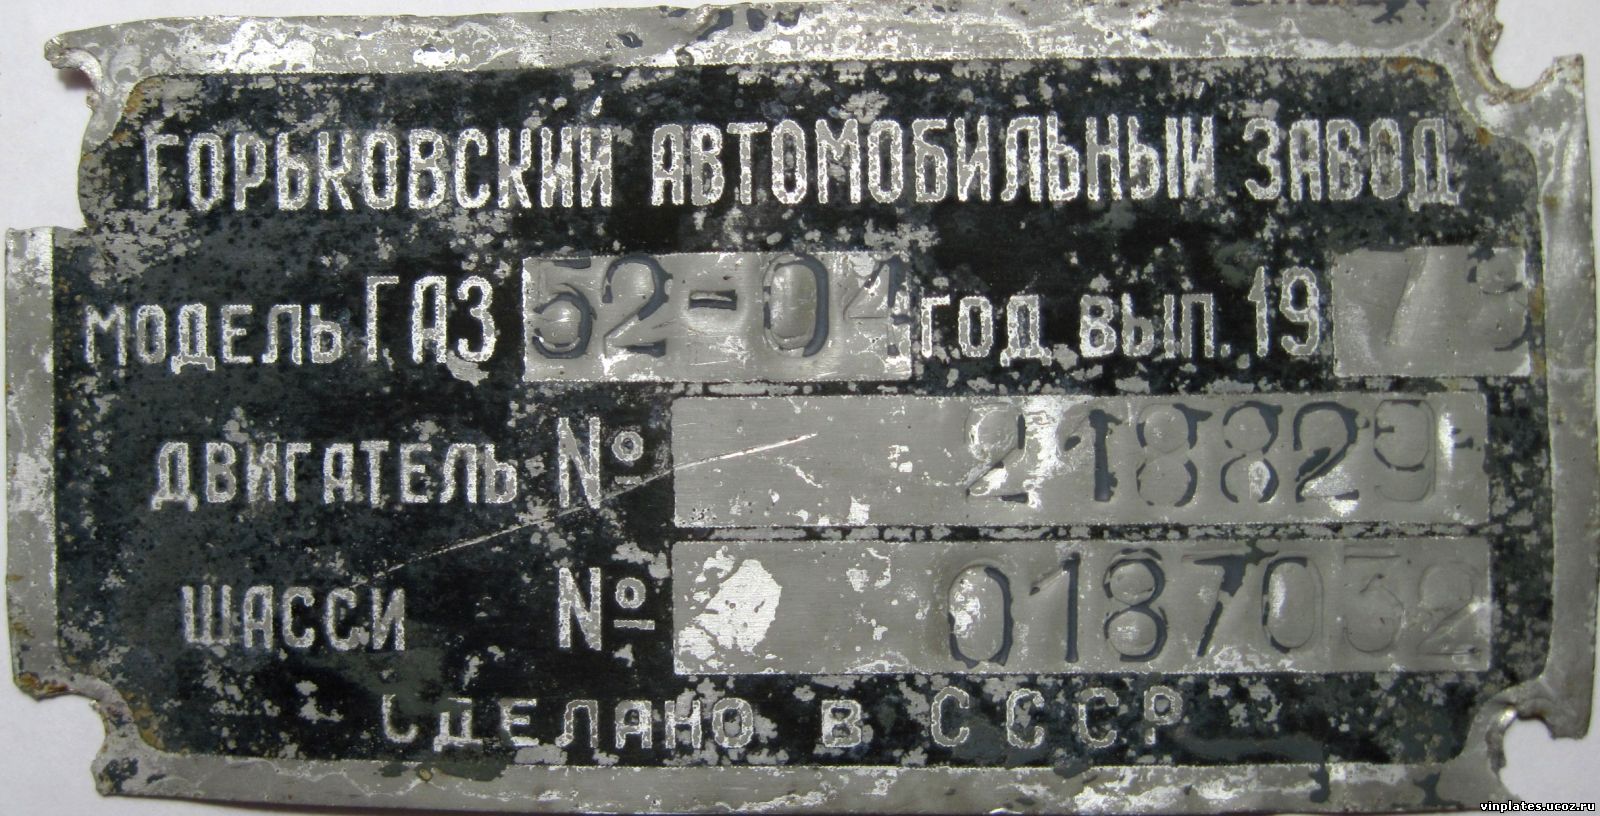 ГОРЬКОВСКИЙ АВТОМОБИЛЬНЫЙ ЗАВОД
МОДЕЛЬ ГАЗ 52-04 ГОД ВЫП. 1973
ДВИГАТЕЛЬ № 218829
ШАССИ № 0187032
СДЕЛАНО В СССР
vinplates.ucoz.ru